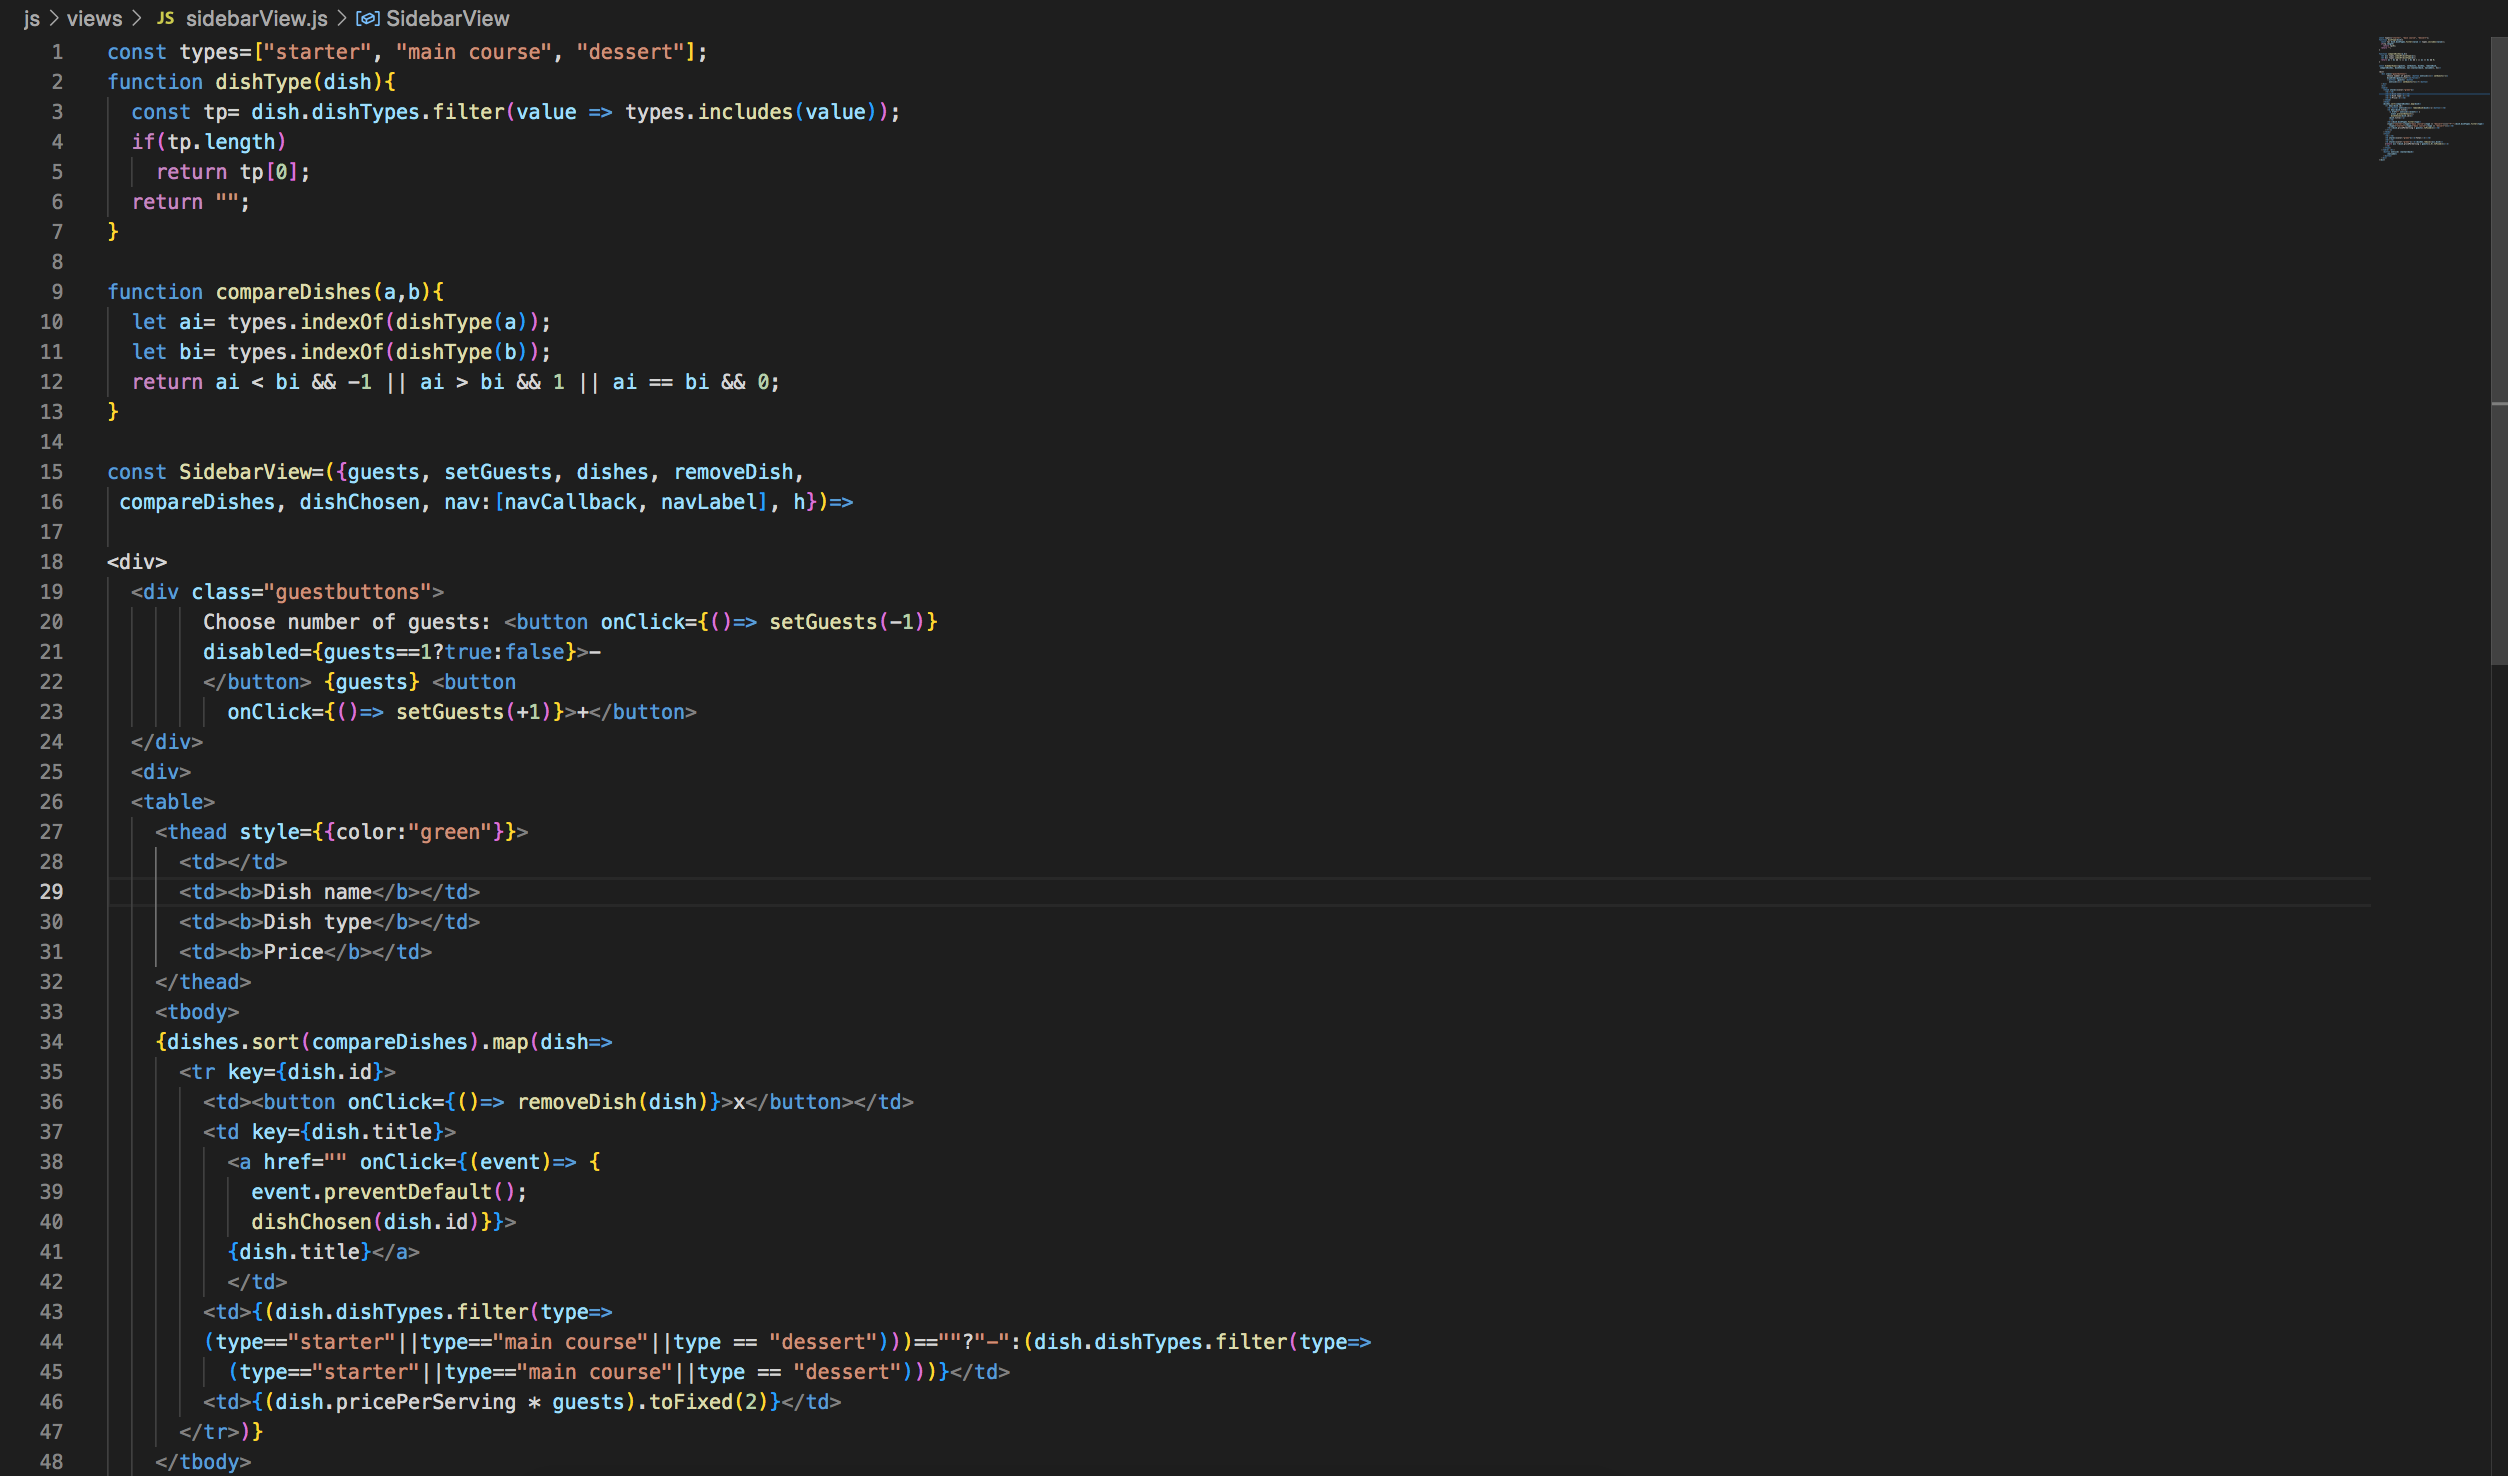 js > views > JS sidebarView.js > SidebarView
1 const types=["starter", "main course", "dessert"];
2 function dishType(dish){
3   const tp= dish.dishTypes.filter(value => types.includes(value));
4   if(tp.length)
5     return tp[0];
6   return "";
7 }
8
9 function compareDishes(a,b){
10   let ai= types.indexOf(dishType(a));
11   let bi= types.indexOf(dishType(b));
12   return ai < bi && -1 || ai > bi && 1 || ai == bi && 0;
13 }
14
15 const SidebarView=({guests, setGuests, dishes, removeDish,
16  compareDishes, dishChosen, nav:[navCallback, navLabel], h})=>
17
18 <div>
19   <div class="guestbuttons">
20         Choose number of guests: <button onClick={()=> setGuests(-1)}
21         disabled={guests==1?true:false}>-
22         </button> {guests} <button
23           onClick={()=> setGuests(+1)}>+</button>
24   </div>
25   <div>
26   <table>
27     <thead style={{color:"green"}}>
28       <td></td>
29       <td><b>Dish name</b></td>
30       <td><b>Dish type</b></td>
31       <td><b>Price</b></td>
32     </thead>
33     <tbody>
34     {dishes.sort(compareDishes).map(dish=>
35       <tr key={dish.id}>
36         <td><button onClick={()=> removeDish(dish)}>x</button></td>
37         <td key={dish.title}>
38           <a href="" onClick={(event)=> {
39             event.preventDefault();
40             dishChosen(dish.id)}}>
41           {dish.title}</a>
42           </td>
43         <td>{(dish.dishTypes.filter(type=>
44         (type=="starter"||type=="main course"||type == "dessert")))==""?"-":(dish.dishTypes.filter(type=>
45           (type=="starter"||type=="main course"||type == "dessert")))}</td>
46         <td>{(dish.pricePerServing * guests).toFixed(2)}</td>
47       </tr>)}
48     </tbody>